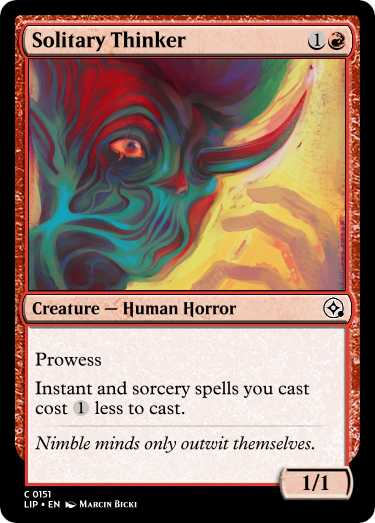 Solitary Thinker 1
Creature — Human Horror
Prowess
Instant and sorcery spells you cast
cost 1 less to cast.
Nimble minds only outwit themselves.
1/1
C 0151
LIP • EN Marcin Bicki